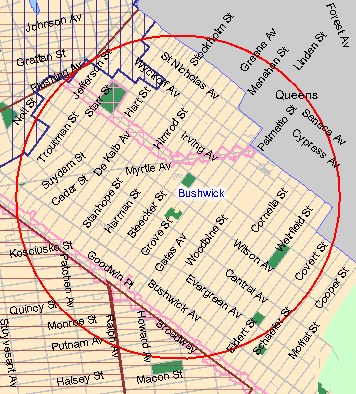 Johnson Av
Forest Av
Stockholm St
Greene Av
Linden St
Grattan St
Menahan St
St Nicholas Av
Flushing Av
Jefferson St
Wyckoff Av
Queens
Noll St
Starr St
Hart St
Palmetto St
Seneca Av
Troutman St
De Kalb Av
Himrod St
Irving Av
Cypress Av
Suydam St
Myrtle Av
Cedar St
Bushwick
Stanhope St
Harman St
Bleecker St
Cornelia St
Grove St
Gates Av
Woodbine St
Weirfield St
Kosciuske St
Goodwin Pl
Wilson Av
Covert St
Patchen Av
Central Av
Cooper St
Evergreen Av
Bushwick Av
Quincy St
Monroe St
Ralph Av
Howard Av
Broadway
Eldert St
Schaefer St
Moffat St
Stuyvesant Av
Putnam Av
Halsey St
Macon St